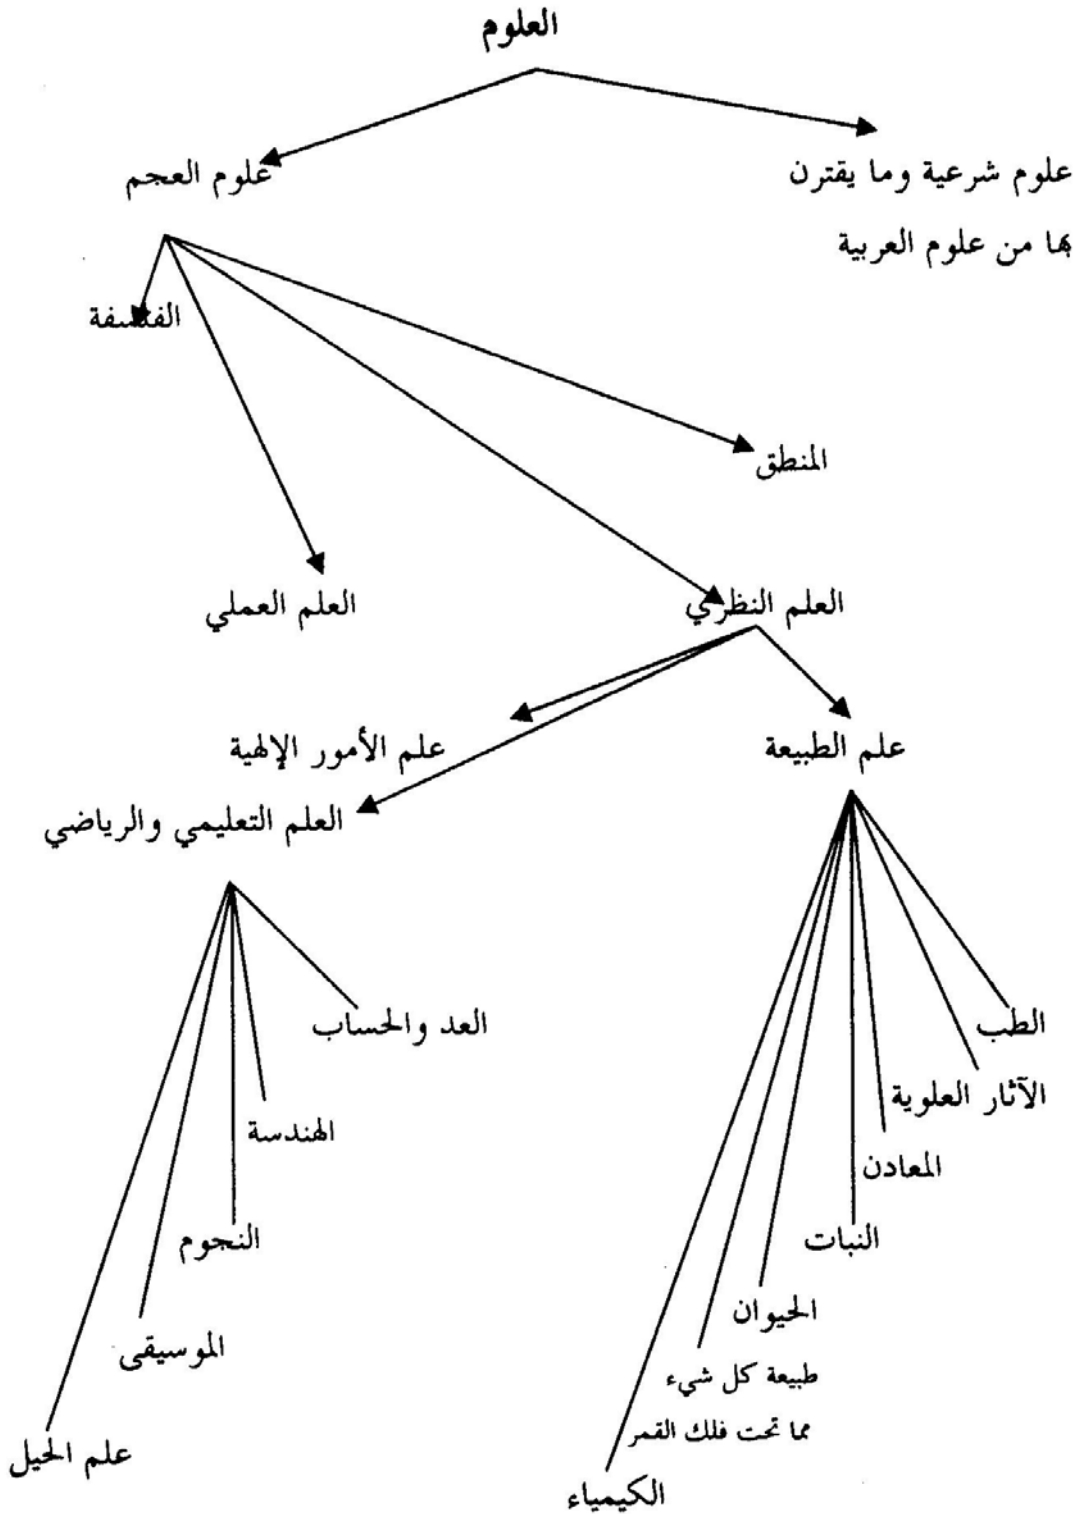 العلوم
علوم شرعية وما يقترن
بها من علوم العربية
علوم العجم
الفلسفة
المنطق
العلم النظري
العلم العملي
علم الطبيعة
علم الأمور الإلهية
العلم التعليمي والرياضي
العد والحساب
الهندسة
النجوم
الموسيقى
علم الحيل
الطب
الآثار العلوية
المعادن
النبات
الحيوان
طبيعة كل شيء
مما تحت فلك القمر
الكيمياء